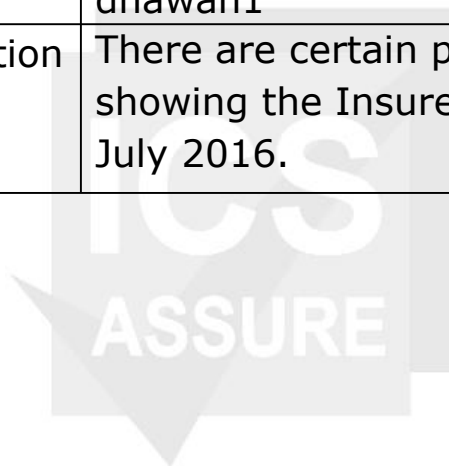 dhawan1
tion There are certain p
showing the Insure
July 2016.
ICS
ASSURE